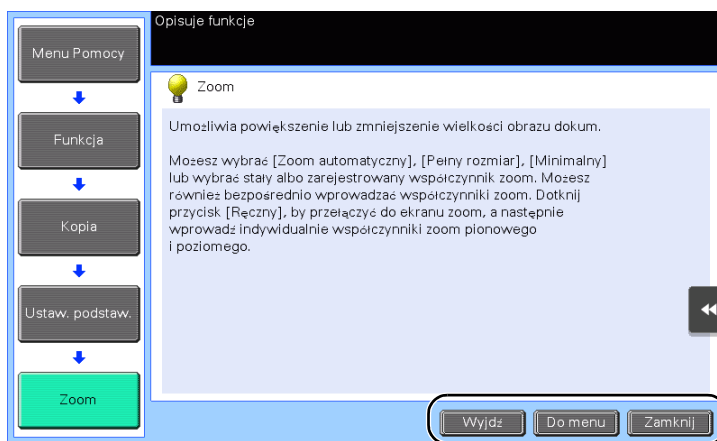 Opisuje funkcje
Menu Pomocy
Funkcja
Kopia
Ustaw. podstaw.
Zoom
Zoom
Umożliwia powiększenie lub zmniejszenie wielkości obrazu dokum.
Możesz wybrać [Zoom automatyczny], [Pełny rozmiar], [Minimalny]
lub wybrać stały albo zarejestrowany współczynnik zoom. Możesz
również bezpośrednio wprowadzać współczynniki zoom. Dotknij
przycisk [Ręczny], by przełączyć do ekranu zoom, a następnie
wprowadź indywidualnie współczynniki zoom pionowego
i poziomego.
Wyjdź
Do menu
Zamknij